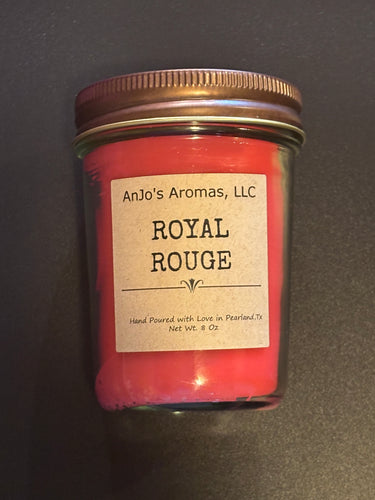 AnJo's Aromas, LLC
ROYAL
ROUGE
Hand Poured with Love in Pearland,Tx
Net Wt. 8 Oz